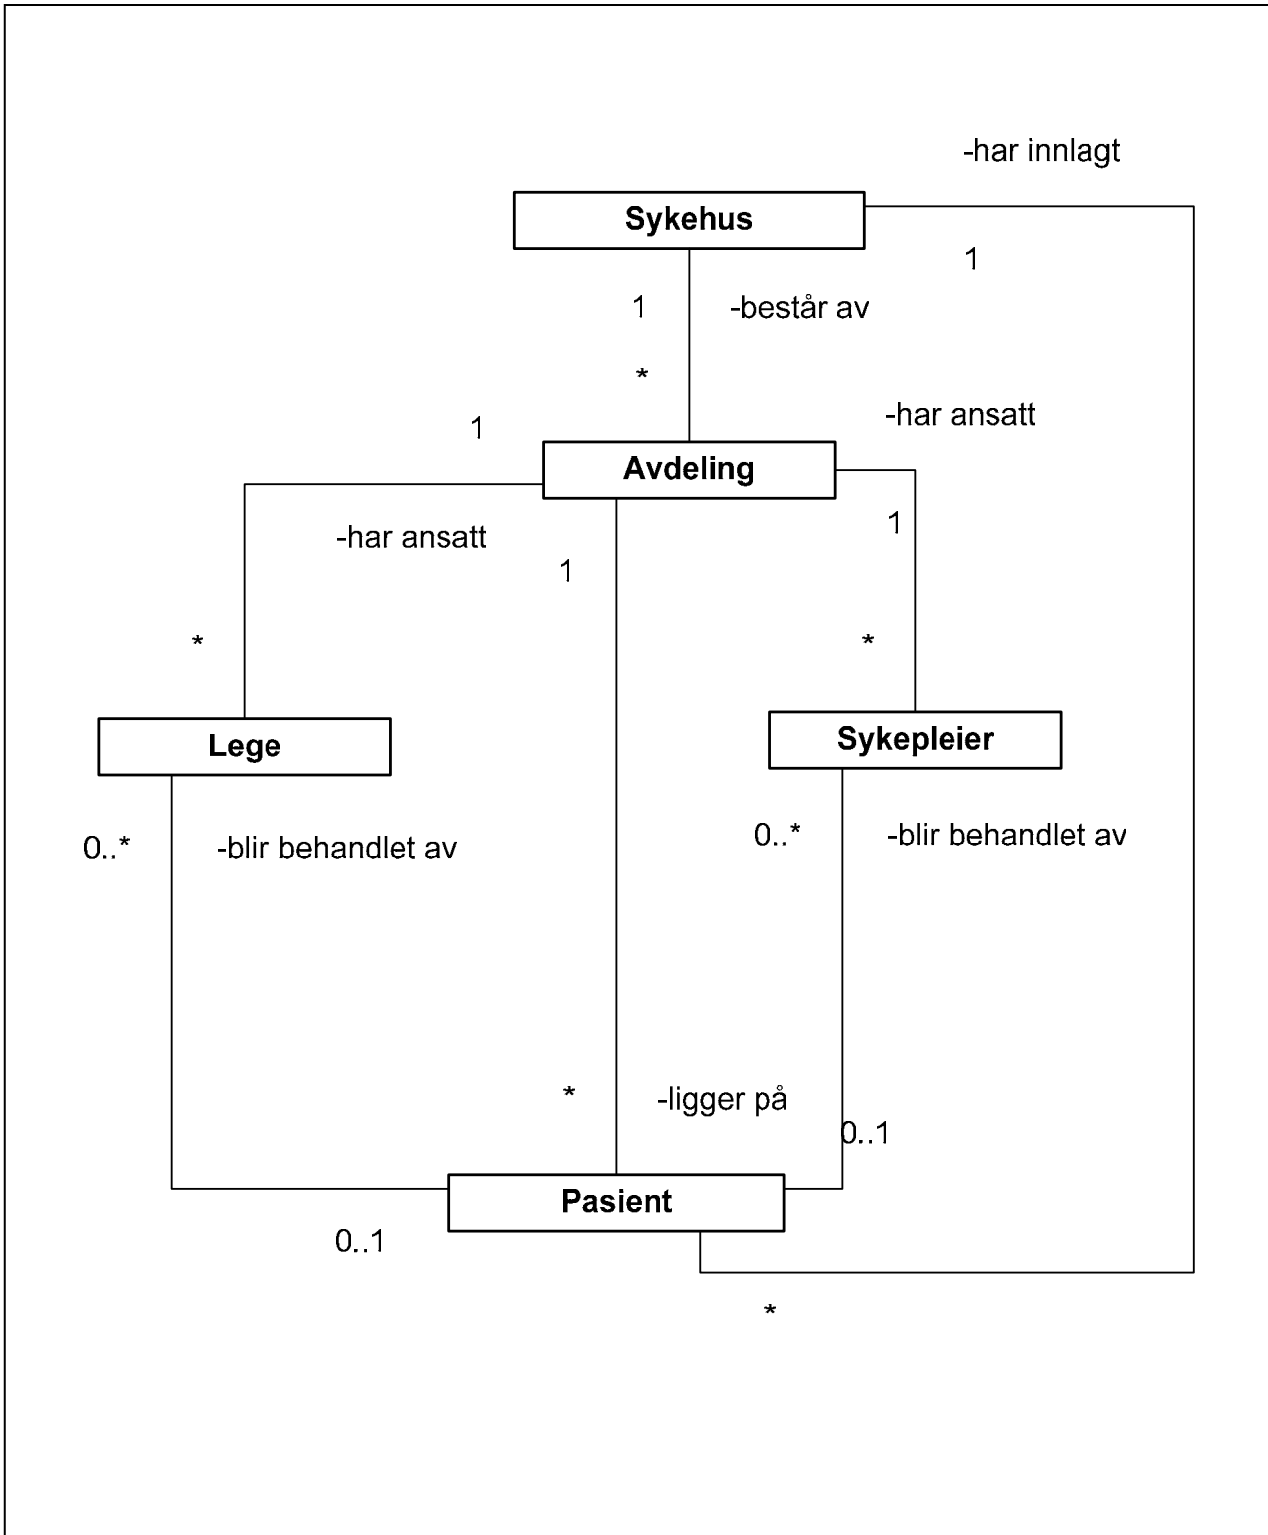 -har innlagt
Sykehus
1
1
-består av
*
-har ansatt
1
Avdeling
1
-har ansatt
1
*
*
Lege
Sykepleier
0..*
-blir behandlet av
0..*
-blir behandlet av
*
-ligger på
0..1
Pasient
0..1
*